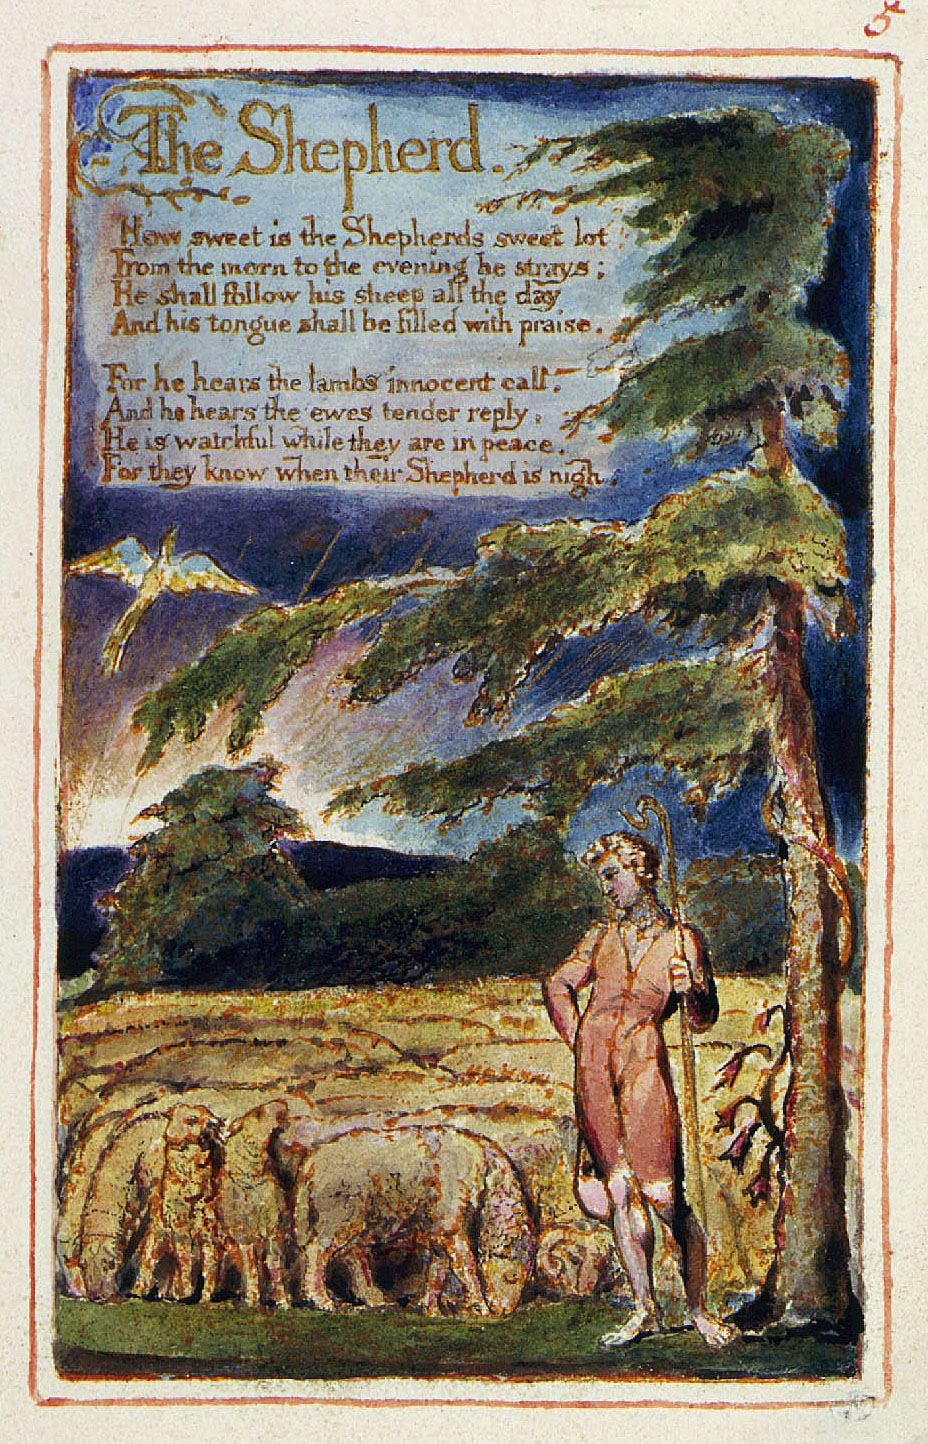 5
The Shepherd.
How sweet is the Shepherds sweet lot
From the morn to the evening he strays;
He shall follow his sheep all the day
And his tongue shall be filled with praise.
For he hears the lambs innocent call.
And he hears the ewes tender reply.
He is watchful while they are in peace.
For they know when their Shepherd is nigh.